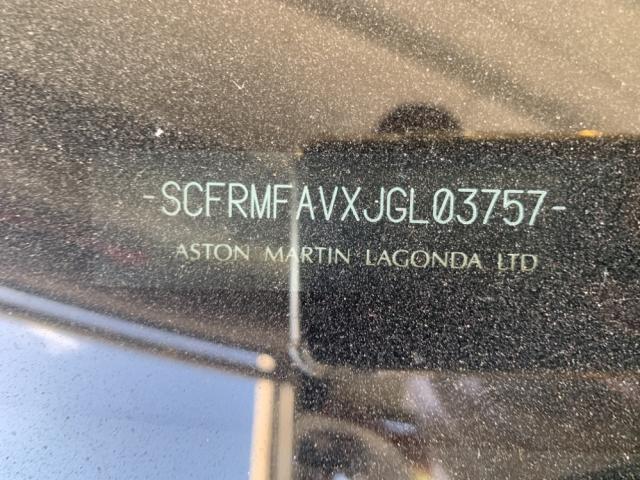 -SCFRMFAVXJGL03757-
ASTON MARTIN LAGONDA LTD